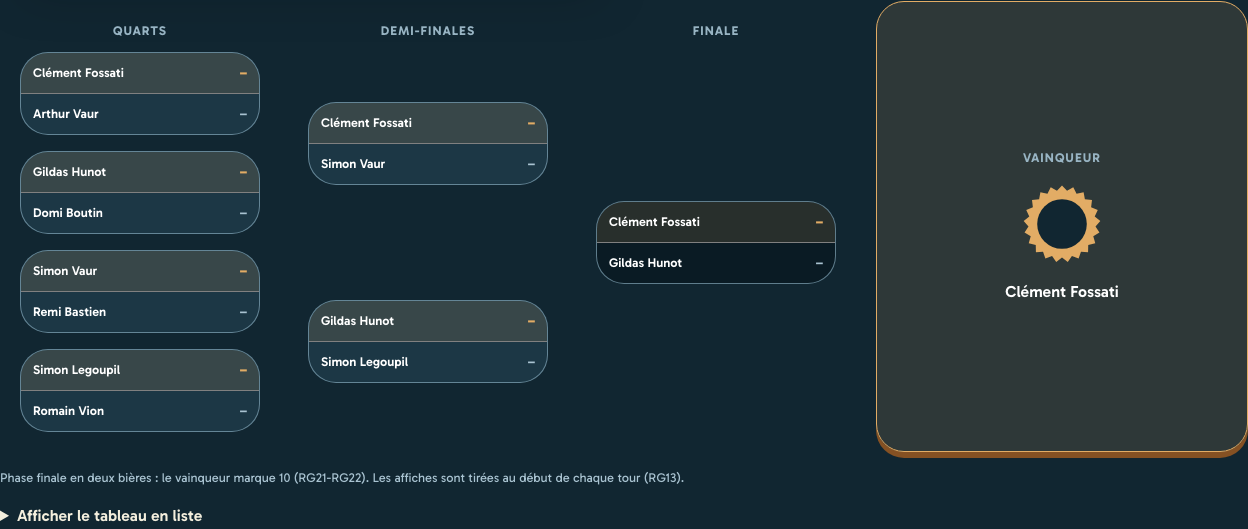 QUARTS
Clément Fossati –
Arthur Vaur –
Gildas Hunot –
Domi Boutin –
Simon Vaur –
Remi Bastien –
Simon Legoupil –
Romain Vion –
DEMI-FINALES
Clément Fossati –
Simon Vaur –
Gildas Hunot –
Simon Legoupil –
FINALE
Clément Fossati –
Gildas Hunot –
VAINQUEUR
Clément Fossati
Phase finale en deux bières : le vainqueur marque 10 (RG21-RG22). Les affiches sont tirées au début de chaque tour (RG13).
▶ Afficher le tableau en liste